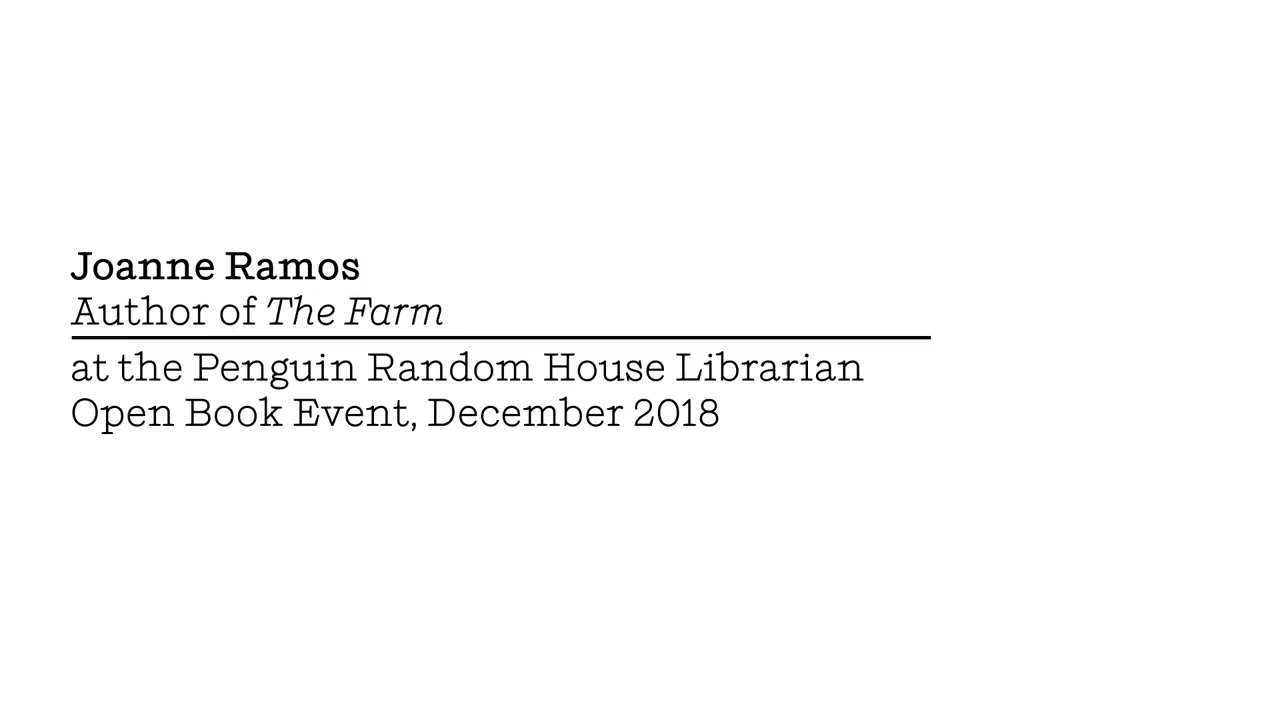 Joanne Ramos
Author of The Farm
at the Penguin Random House Librarian
Open Book Event, December 2018